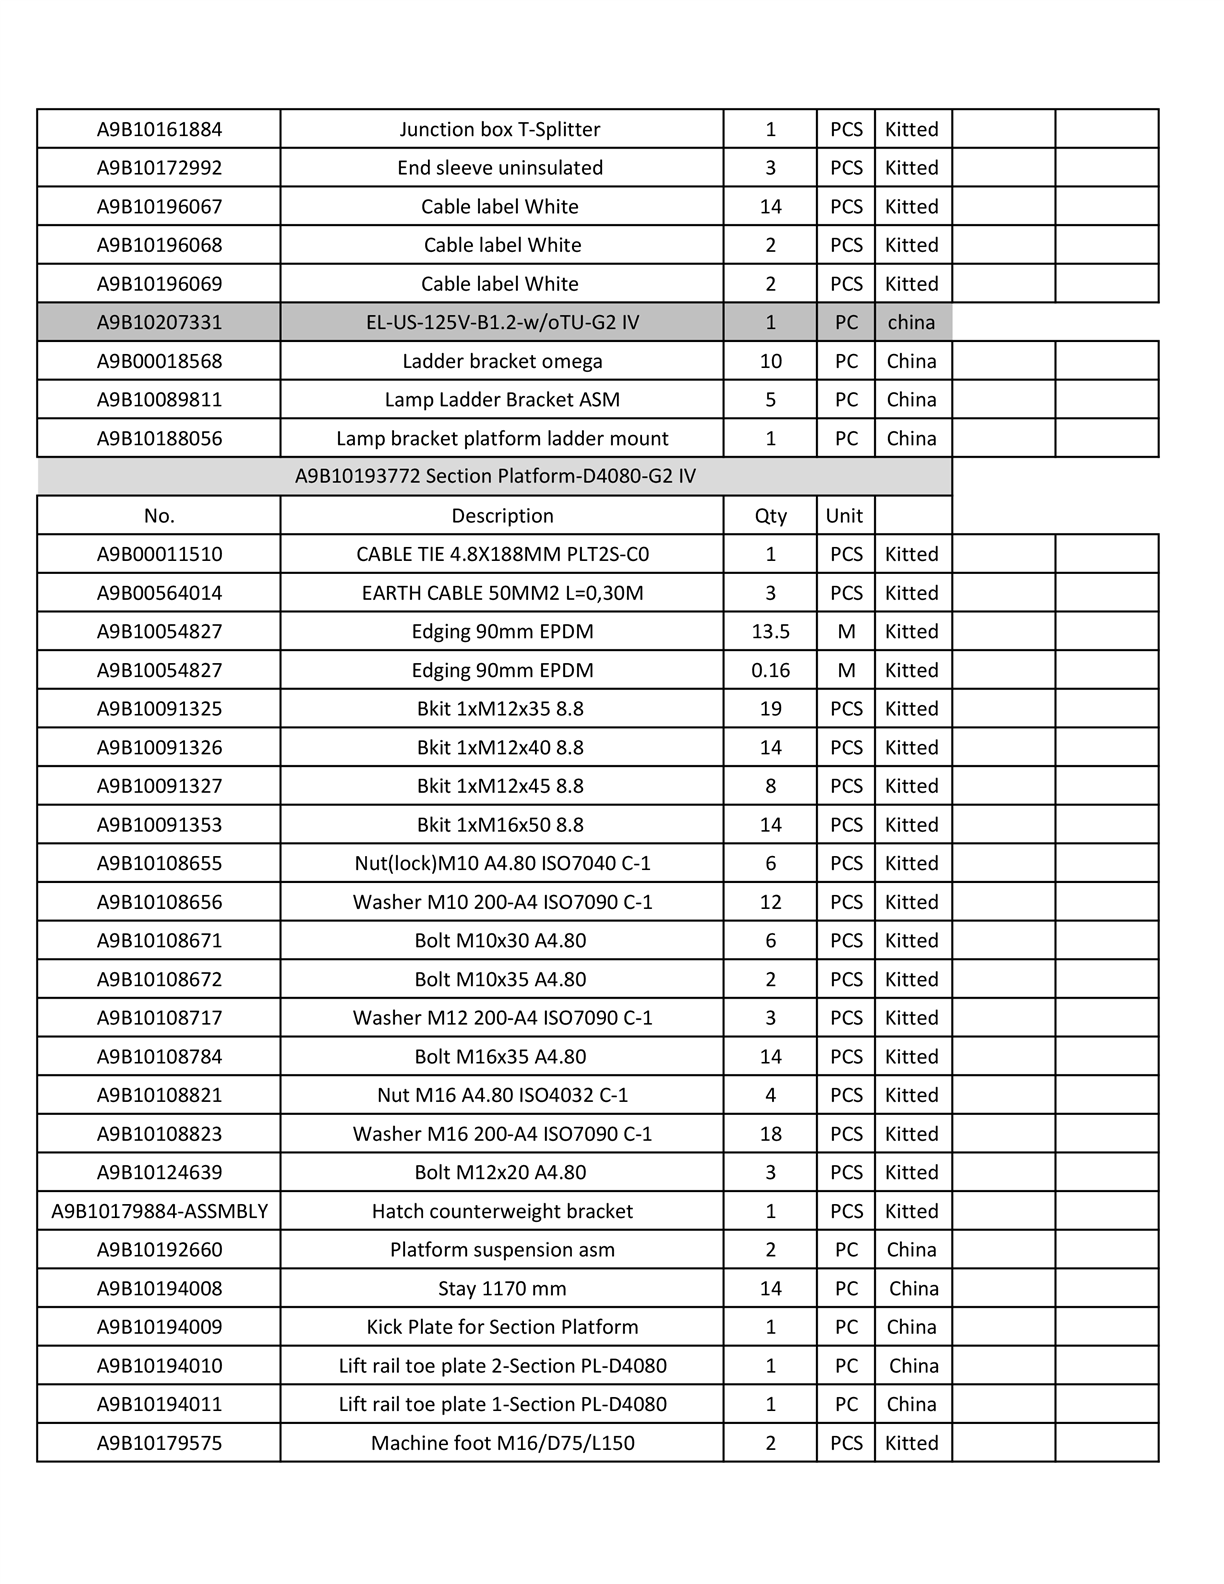 A9B10161884 Junction box T-Splitter 1 PCS Kitted
A9B10172992 End sleeve uninsulated 3 PCS Kitted
A9B10196067 Cable label White 14 PCS Kitted
A9B10196068 Cable label White 2 PCS Kitted
A9B10196069 Cable label White 2 PCS Kitted
A9B10207331 EL-US-125V-B1.2-w/oTU-G2 IV 1 PC china
A9B00018568 Ladder bracket omega 10 PC China
A9B10089811 Lamp Ladder Bracket ASM 5 PC China
A9B10188056 Lamp bracket platform ladder mount 1 PC China
A9B10193772 Section Platform-D4080-G2 IV
No. Description Qty Unit
A9B00011510 CABLE TIE 4.8X188MM PLT2S-C0 1 PCS Kitted
A9B00564014 EARTH CABLE 50MM2 L=0,30M 3 PCS Kitted
A9B10054827 Edging 90mm EPDM 13.5 M Kitted
A9B10054827 Edging 90mm EPDM 0.16 M Kitted
A9B10091325 Bkit 1xM12x35 8.8 19 PCS Kitted
A9B10091326 Bkit 1xM12x40 8.8 14 PCS Kitted
A9B10091327 Bkit 1xM12x45 8.8 8 PCS Kitted
A9B10091353 Bkit 1xM16x50 8.8 14 PCS Kitted
A9B10108655 Nut(lock)M10 A4.80 ISO7040 C-1 6 PCS Kitted
A9B10108656 Washer M10 200-A4 ISO7090 C-1 12 PCS Kitted
A9B10108671 Bolt M10x30 A4.80 6 PCS Kitted
A9B10108672 Bolt M10x35 A4.80 2 PCS Kitted
A9B10108717 Washer M12 200-A4 ISO7090 C-1 3 PCS Kitted
A9B10108784 Bolt M16x35 A4.80 14 PCS Kitted
A9B10108821 Nut M16 A4.80 ISO4032 C-1 4 PCS Kitted
A9B10108823 Washer M16 200-A4 ISO7090 C-1 18 PCS Kitted
A9B10124639 Bolt M12x20 A4.80 3 PCS Kitted
A9B10179884-ASSMBLY Hatch counterweight bracket 1 PCS Kitted
A9B10192660 Platform suspension asm 2 PC China
A9B10194008 Stay 1170 mm 14 PC China
A9B10194009 Kick Plate for Section Platform 1 PC China
A9B10194010 Lift rail toe plate 2-Section PL-D4080 1 PC China
A9B10194011 Lift rail toe plate 1-Section PL-D4080 1 PC China
A9B10179575 Machine foot M16/D75/L150 2 PCS Kitted